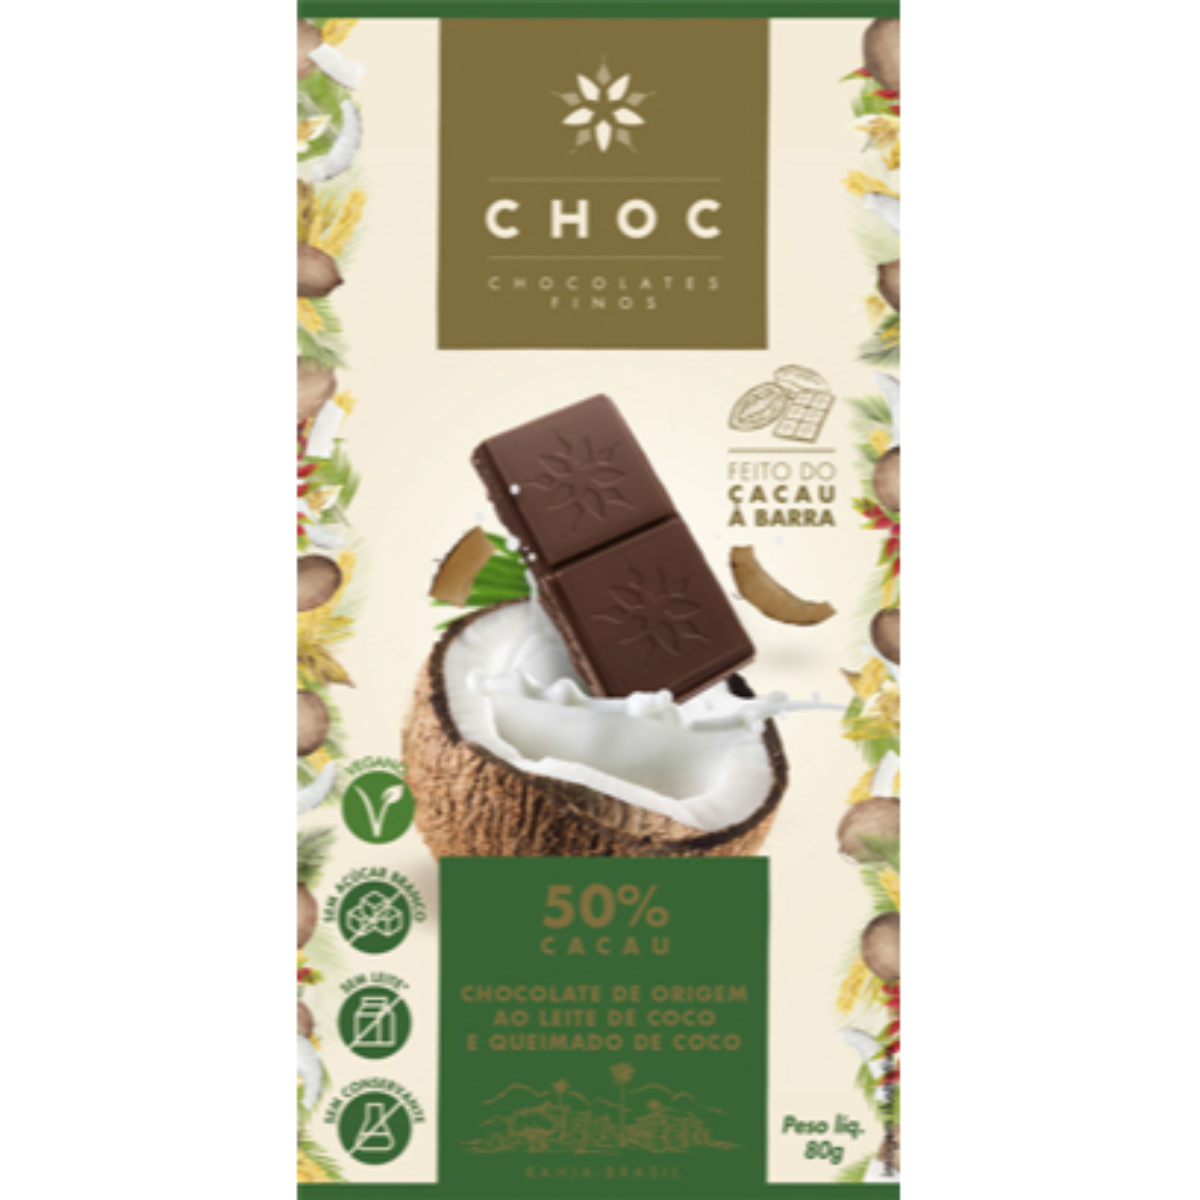 CHOC
CHOCOLATES
FINOS
FEITO DO
CACAU
À BARRA
VEGANO
SEM AÇÚCAR BRANCO
SEM LEITE*
SEM CONSERVANTE
50%
CACAU
CHOCOLATE DE ORIGEM
AO LEITE DE COCO
E QUEIMADO DE COCO
BAHIA-BRASIL
Peso líq.
80g